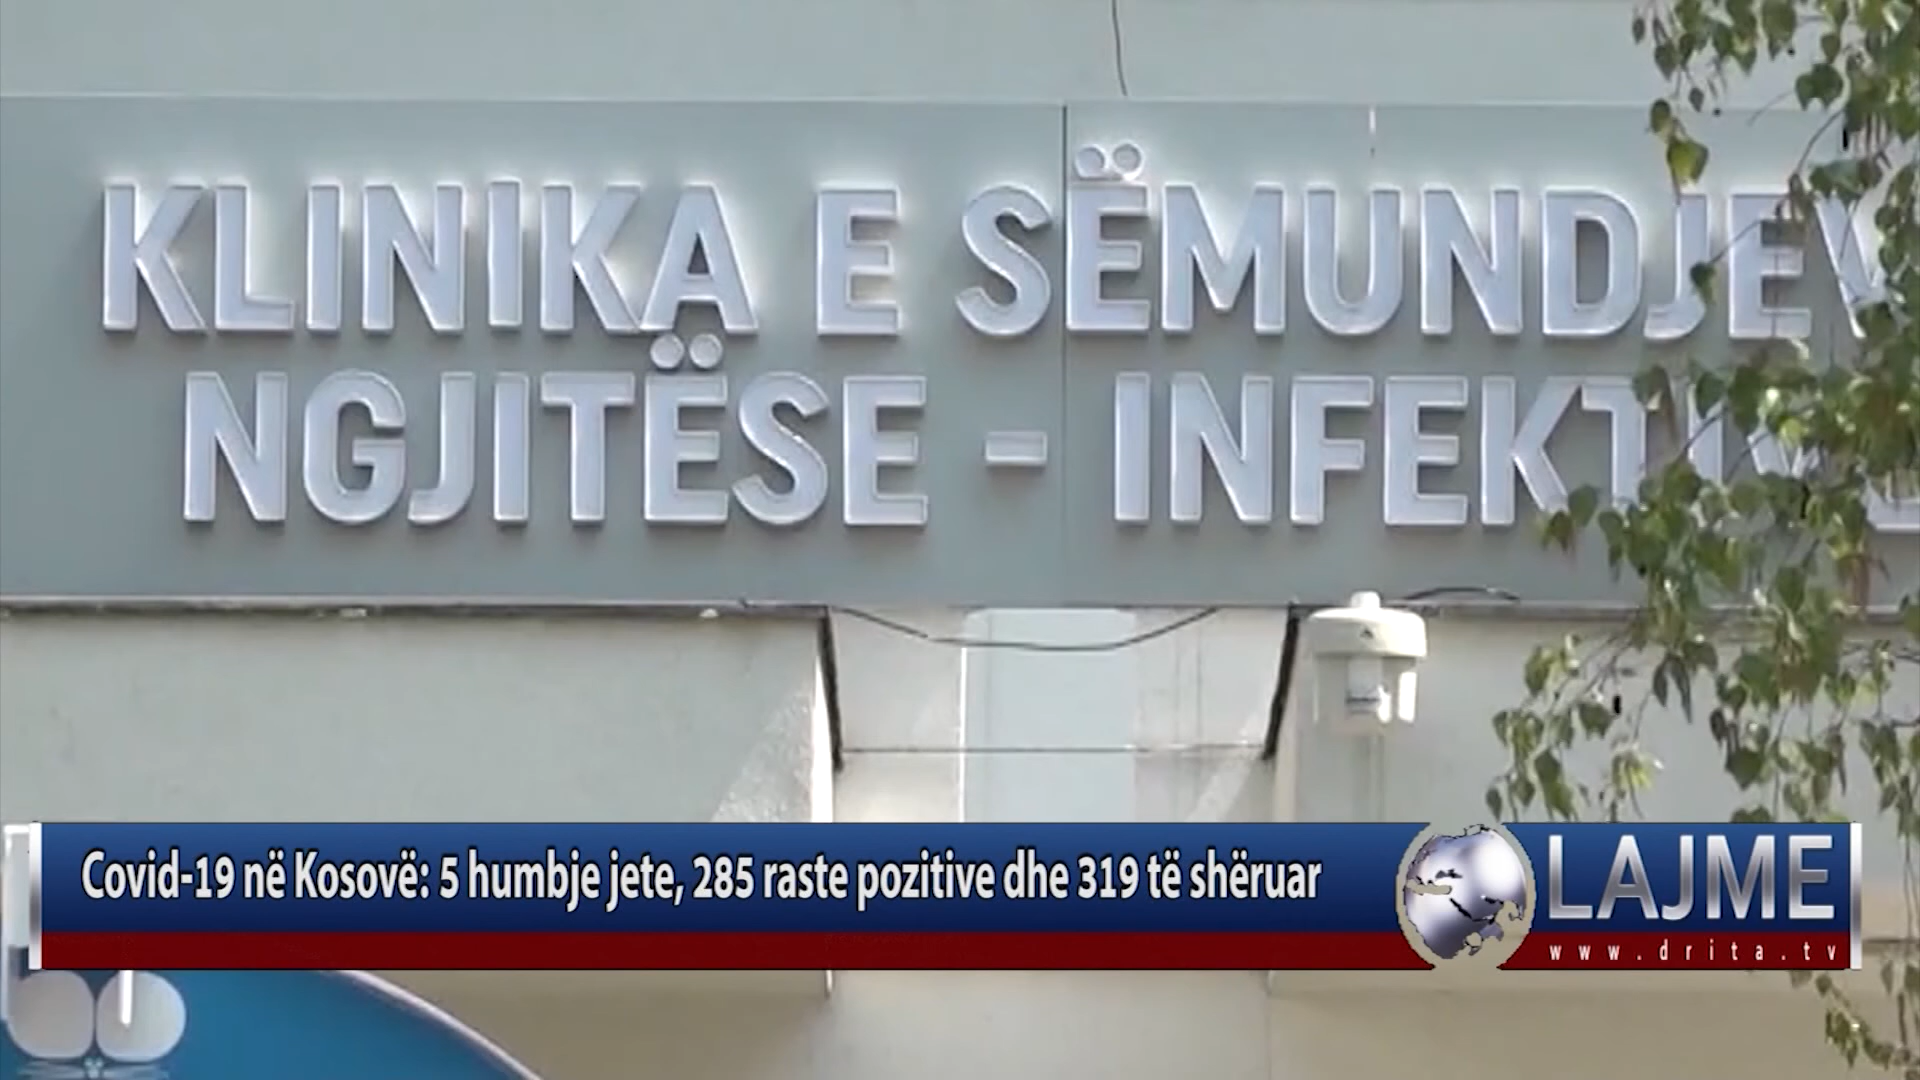 KLINIKA E SËMUNDJEV
NGJITËSE - INFEKTIVE
Covid-19 në Kosovë: 5 humbje jete, 285 raste pozitive dhe 319 të shëruar
LAJME
www.drita.tv